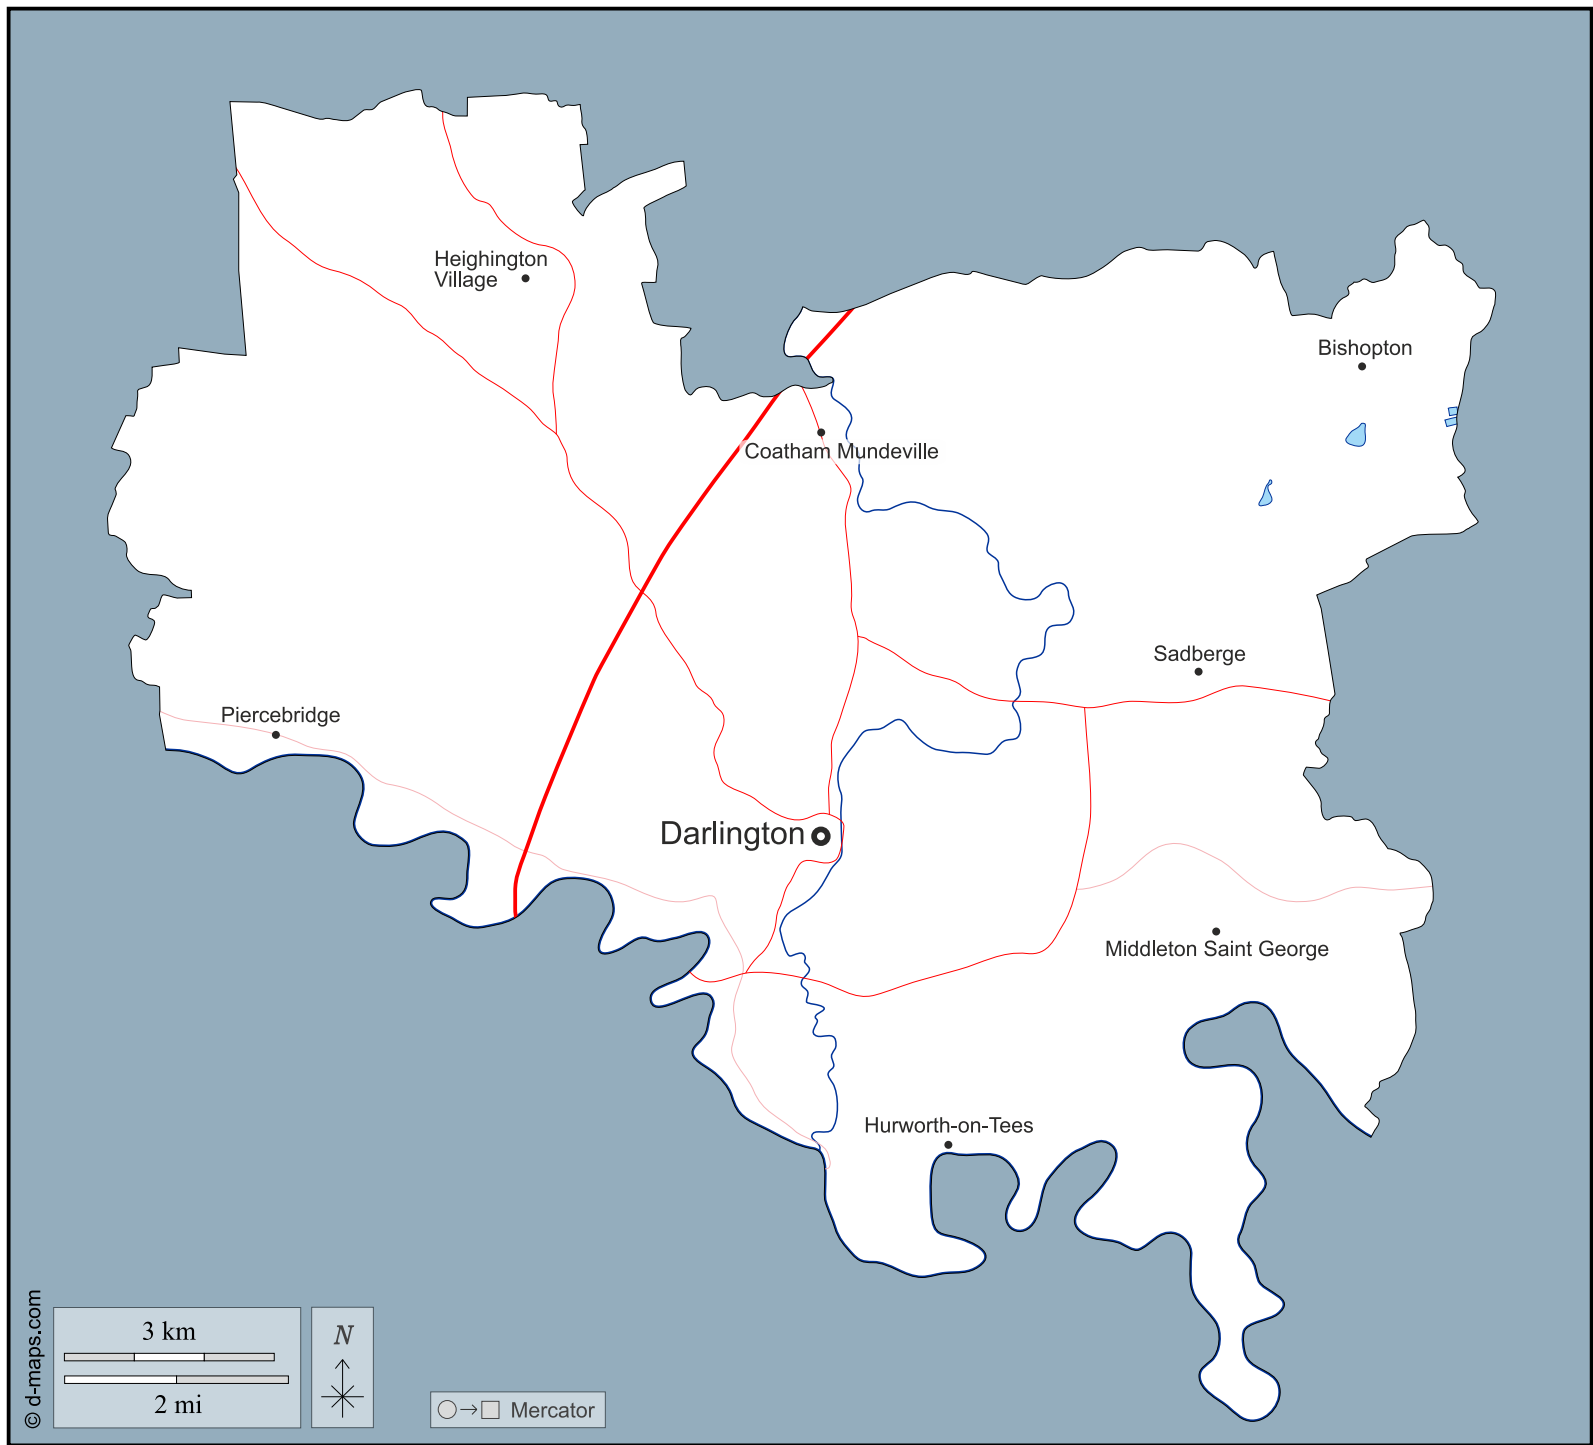 Heighington
Village
Bishopton
Coatham Mundeville
Sadberge
Piercebridge
Darlington
Middleton Saint George
Hurworth-on-Tees
© d-maps.com
3 km
2 mi
N
Mercator